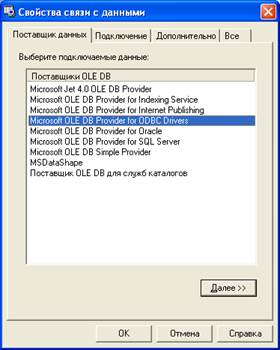 Свойства связи с данными
Поставщик данных Подключение Дополнительно Все
Выберите подключаемые данные:
Поставщики OLE DB
Microsoft Jet 4.0 OLE DB Provider
Microsoft OLE DB Provider for Indexing Service
Microsoft OLE DB Provider for Internet Publishing
Microsoft OLE DB Provider for ODBC Drivers
Microsoft OLE DB Provider for Oracle
Microsoft OLE DB Provider for SQL Server
Microsoft OLE DB Simple Provider
MSDataShape
Поставщик OLE DB для служб каталогов
Далее >>
OK Отмена Справка